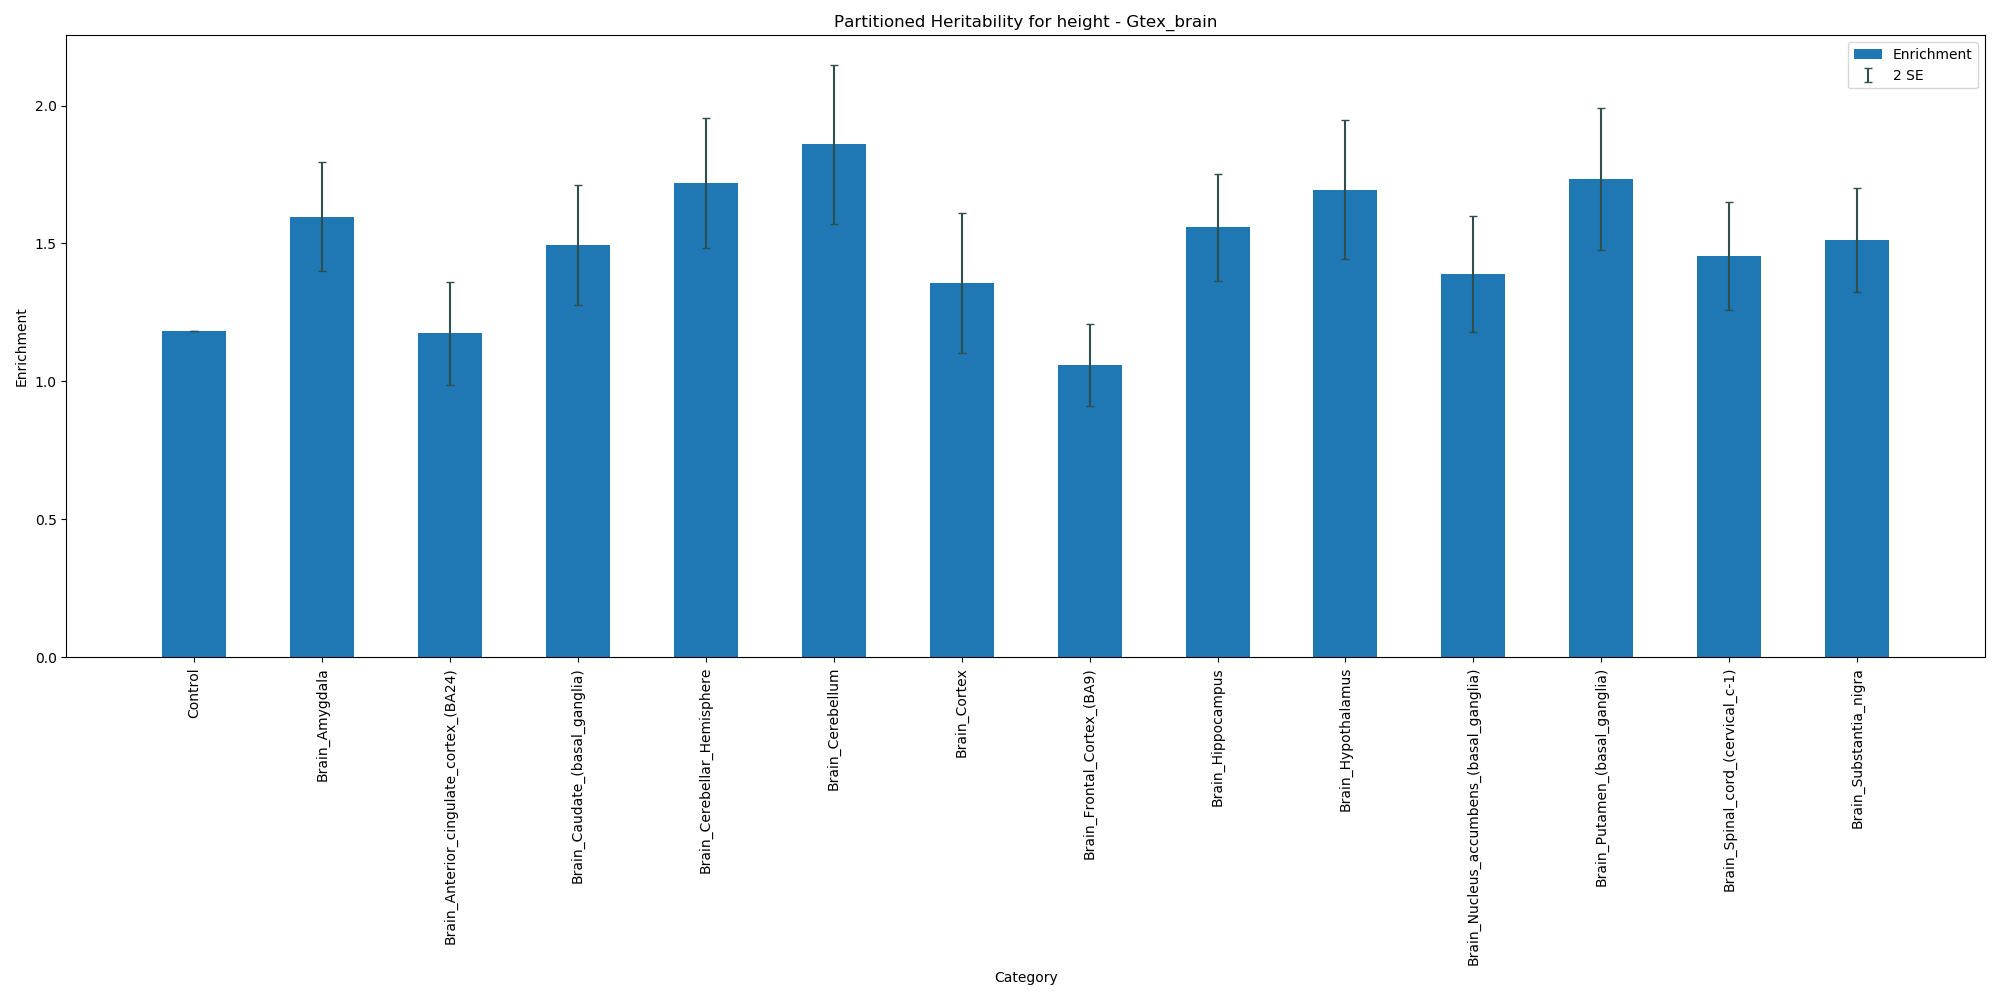 Partitioned Heritability for height - Gtex_brain
Enrichment
2 SE
2.0
1.5
1.0
0.5
0.0
Enrichment
Control
Brain_Amygdala
Brain_Anterior_cingulate_cortex_(BA24)
Brain_Caudate_(basal_ganglia)
Brain_Cerebellar_Hemisphere
Brain_Cerebellum
Brain_Cortex
Brain_Frontal_Cortex_(BA9)
Brain_Hippocampus
Brain_Hypothalamus
Brain_Nucleus_accumbens_(basal_ganglia)
Brain_Putamen_(basal_ganglia)
Brain_Spinal_cord_(cervical_c-1)
Brain_Substantia_nigra
Category